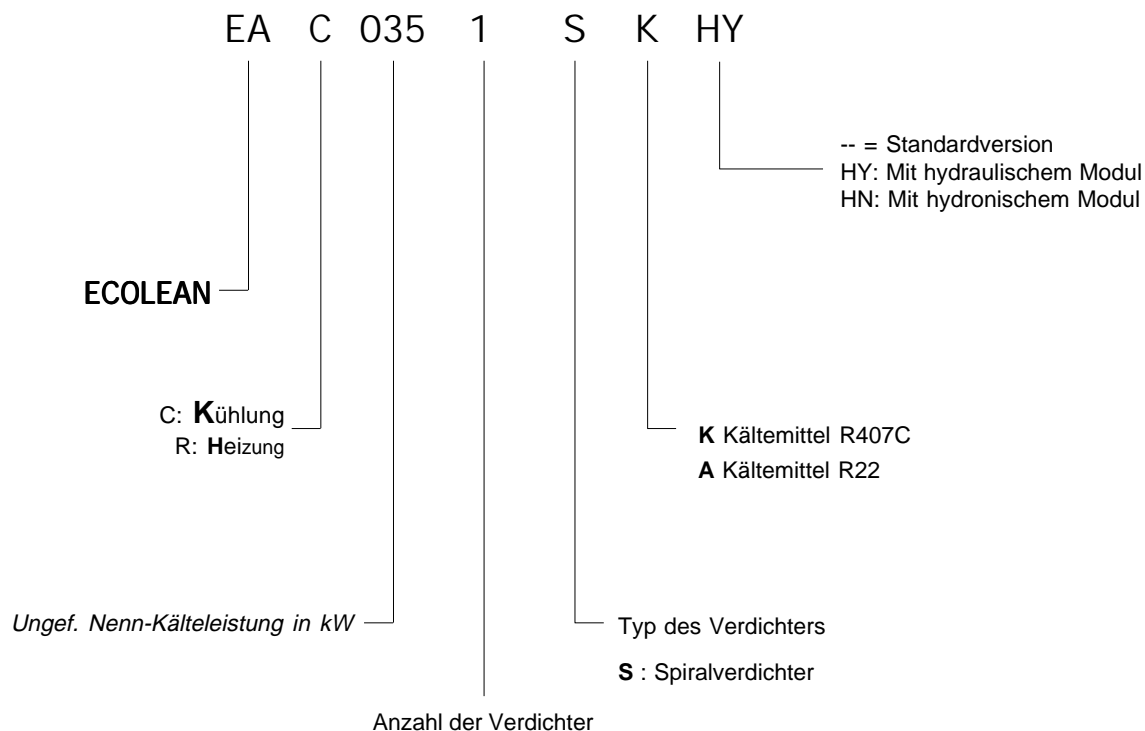 EA C 035 1 S K HY
-- = Standardversion
HY: Mit hydraulischem Modul
HN: Mit hydronischem Modul
ECOLEAN
C: Kühlung
R: Heizung
K Kältemittel R407C
A Kältemittel R22
Ungef. Nenn-Kälteleistung in kW
Typ des Verdichters
S : Spiralverdichter
Anzahl der Verdichter